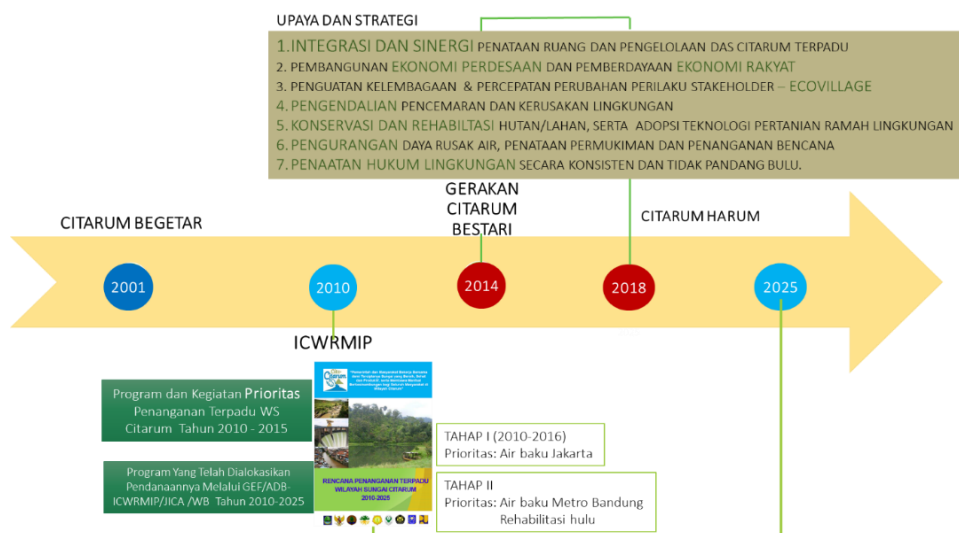 UPAYA DAN STRATEGI
1.INTEGRASI DAN SINERGI PENATAAN RUANG DAN PENGELOLAAN DAS CITARUM TERPADU
2. PEMBANGUNAN EKONOMI PERDESAAN DAN PEMBERDAYAAN EKONOMI RAKYAT
3. PENGUATAN KELEMBAGAAN & PERCEPATAN PERUBAHAN PERILAKU STAKEHOLDER – ECOVILLAGE
4. PENGENDALIAN PENCEMARAN DAN KERUSAKAN LINGKUNGAN
5. KONSERVASI DAN REHABILTASI HUTAN/LAHAN, SERTA ADOPSI TEKNOLOGI PERTANIAN RAMAH LINGKUNGAN
6. PENGURANGAN DAYA RUSAK AIR, PENATAAN PERMUKIMAN DAN PENANGANAN BENCANA
7. PENAATAN HUKUM LINGKUNGAN SECARA KONSISTEN DAN TIDAK PANDANG BULU.
CITARUM BEGETAR
GERAKAN
CITARUM
BESTARI
CITARUM HARUM
2001
2010
2014
2018
2025
ICWRMIP
Program dan Kegiatan Prioritas
Penanganan Terpadu WS
Citarum Tahun 2010 - 2015
Program Yang Telah Dialokasikan
Pendanaannya Melalui GEF/ADB-
ICWRMIP/JICA /WB Tahun 2010-2025
Citarum
RENCANA PENANGANAN TERPADU
WILAYAH SUNGAI CITARUM
2010-2025
TAHAP I (2010-2016)
Prioritas: Air baku Jakarta
TAHAP II
Prioritas: Air baku Metro Bandung
Rehabilitasi hulu